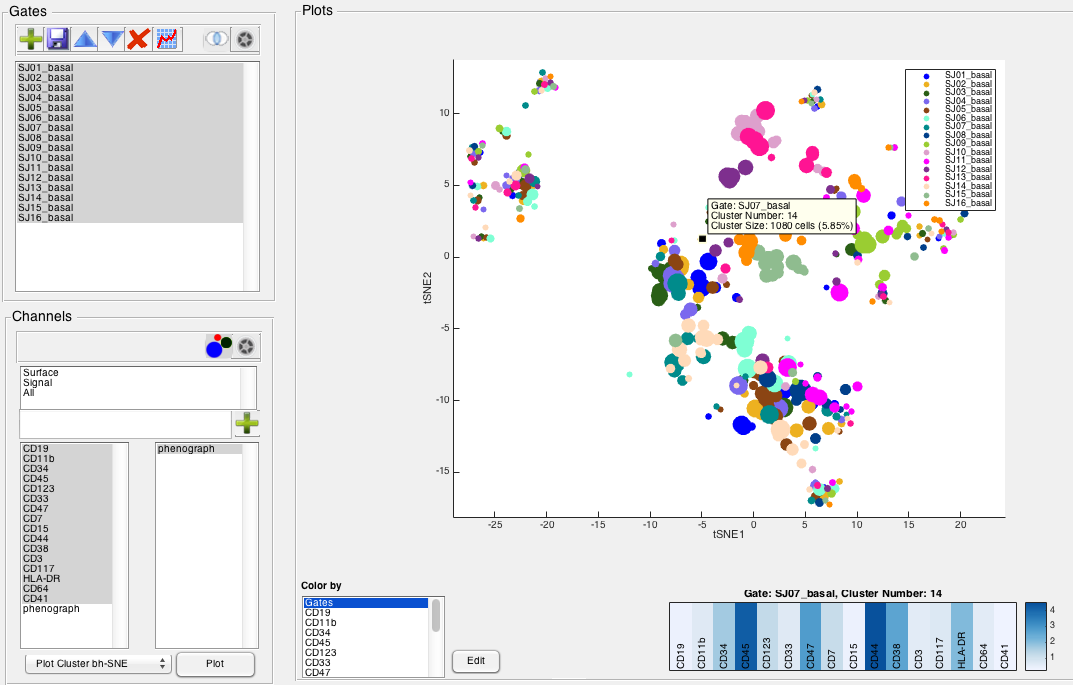 Gates
SJ01_basal
SJ02_basal
SJ03_basal
SJ04_basal
SJ05_basal
SJ06_basal
SJ07_basal
SJ08_basal
SJ09_basal
SJ10_basal
SJ11_basal
SJ12_basal
SJ13_basal
SJ14_basal
SJ15_basal
SJ16_basal
Channels
Surface
Signal
All
CD19
CD11b
CD34
CD45
CD123
CD33
CD47
CD7
CD15
CD44
CD38
CD3
CD117
HLA-DR
CD64
CD41
phenograph
phenograph
Plot Cluster bh-SNE
Plot
Plots
10
5
0
-5
-10
-15
tSNE2
-25
-20
-15
-10
-5
0
5
10
15
20
tSNE1
SJ01_basal
SJ02_basal
SJ03_basal
SJ04_basal
SJ05_basal
SJ06_basal
SJ07_basal
SJ08_basal
SJ09_basal
SJ10_basal
SJ11_basal
SJ12_basal
SJ13_basal
SJ14_basal
SJ15_basal
SJ16_basal
Gate: SJ07_basal
Cluster Number: 14
Cluster Size: 1080 cells (5.85%)
Color by
Gates
CD19
CD11b
CD34
CD45
CD123
CD33
CD47
Edit
Gate: SJ07_basal, Cluster Number: 14
CD19
CD11b
CD34
CD45
CD123
CD33
CD47
CD7
CD15
CD44
CD38
CD3
CD117
HLA-DR
CD64
CD41
4
3
2
1